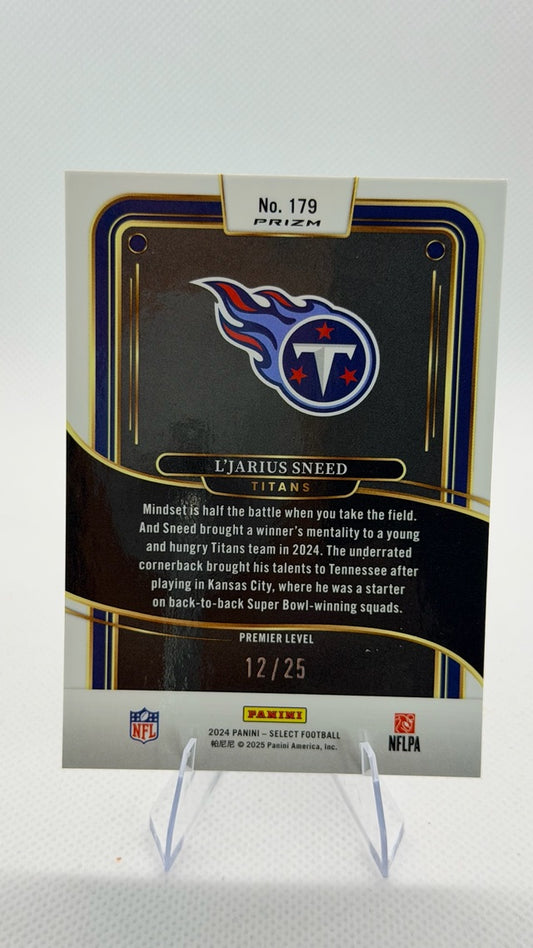 No. 179
PRIZM
T
L'JARIUS SNEED
TITANS
Mindset is half the battle when you take the field.
And Sneed brought a winner's mentality to a young
and hungry Titans team in 2024. The underrated
cornerback brought his talents to Tennessee after
playing in Kansas City, where he was a starter
on back-to-back Super Bowl-winning squads.
PREMIER LEVEL
12/25
PANINI
NFL
2024 PANINI – SELECT FOOTBALL
帕尼尼 © 2025 Panini America, Inc.
NFLPA